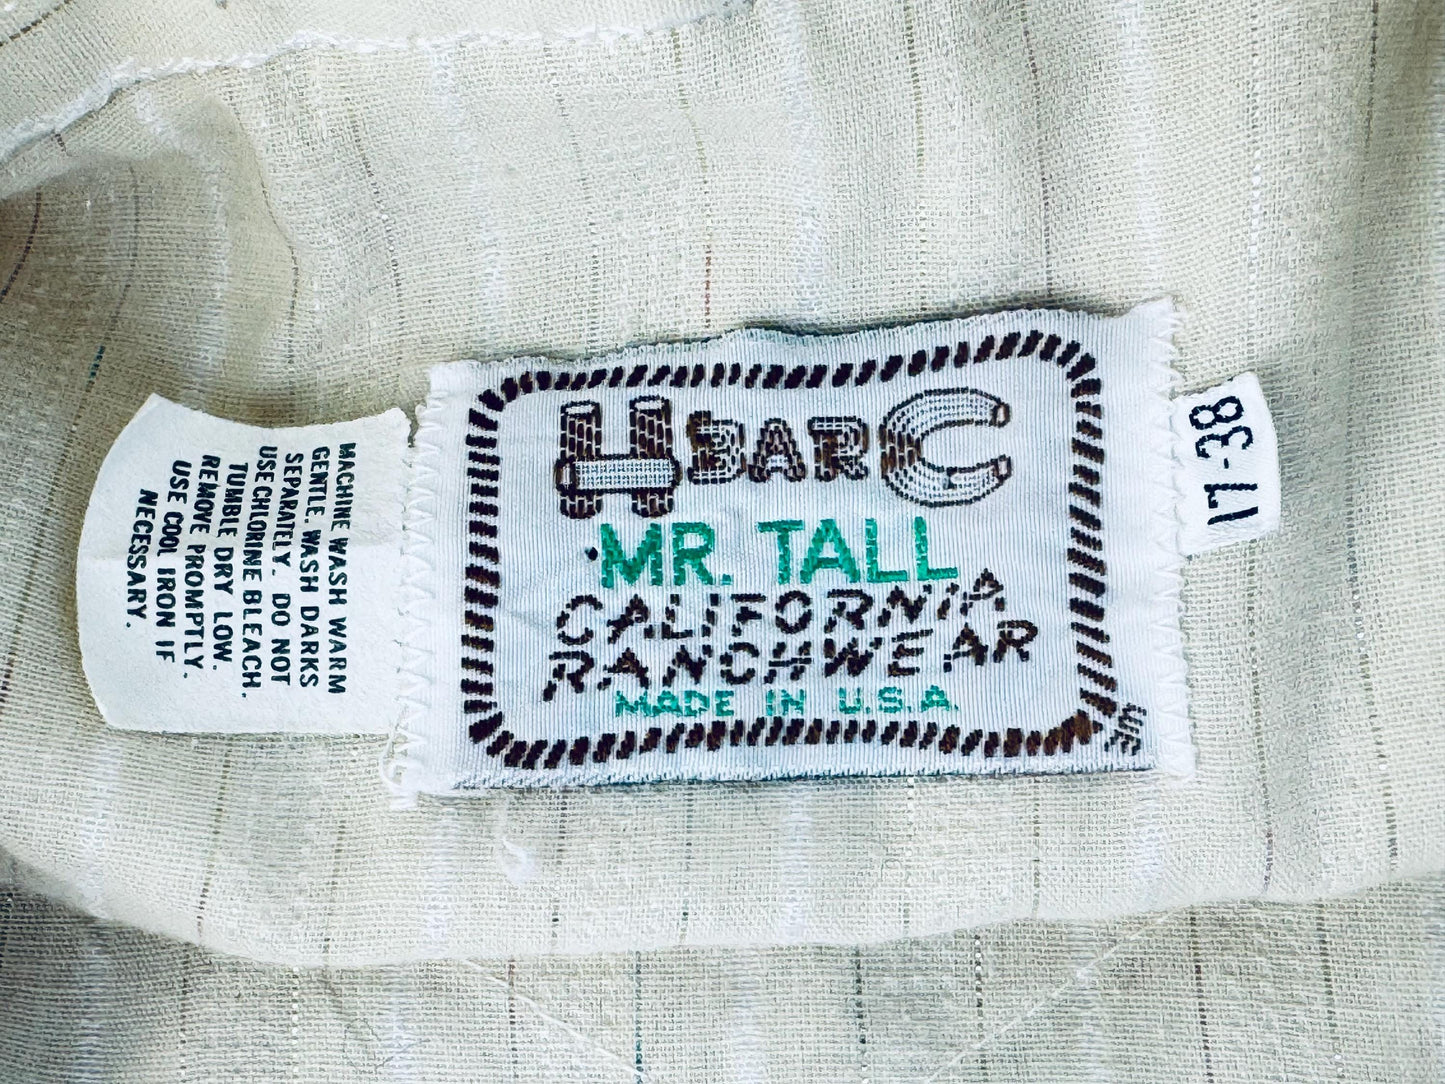 H BAR C
MR. TALL
CALIFORNIA
RANCHWEAR
MADE IN U.S.A.
17-38
MACHINE WASH WARM
GENTLE. WASH DARKS
SEPARATELY. DO NOT
USE CHLORINE BLEACH.
TUMBLE DRY LOW.
REMOVE PROMPTLY.
USE COOL IRON IF
NECESSARY.